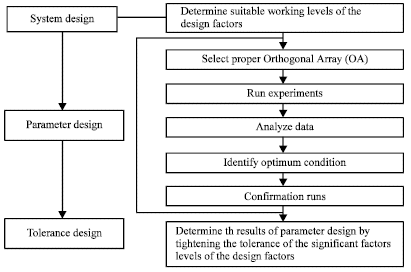 System design
Determine suitable working levels of the
design factors
Select proper Orthogonal Array (OA)
Run experiments
Parameter design
Analyze data
Identify optimum condition
Confirmation runs
Tolerance design
Determine th results of parameter design by
tightening the tolerance of the significant factors
levels of the design factors